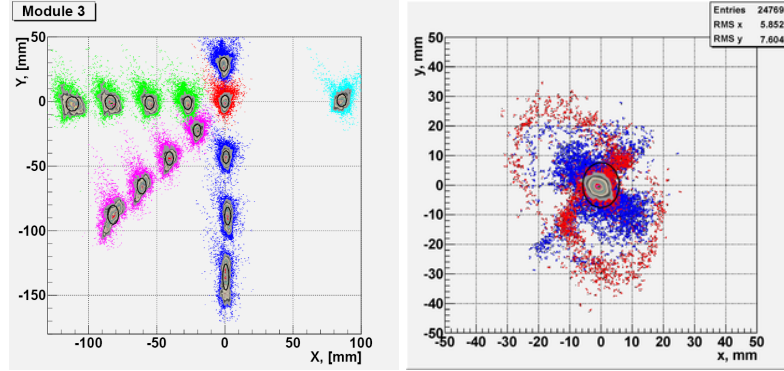 Module 3
Y, [mm]
50
0
-50
-100
-150
-100
-50
0
50
100
X, [mm]
Entries 24769
RMS x 5.852
RMS y 7.604
y, mm
50
40
30
20
10
0
-10
-20
-30
-40
-50
-50 -40 -30 -20 -10 0 10 20 30 40 50
x, mm